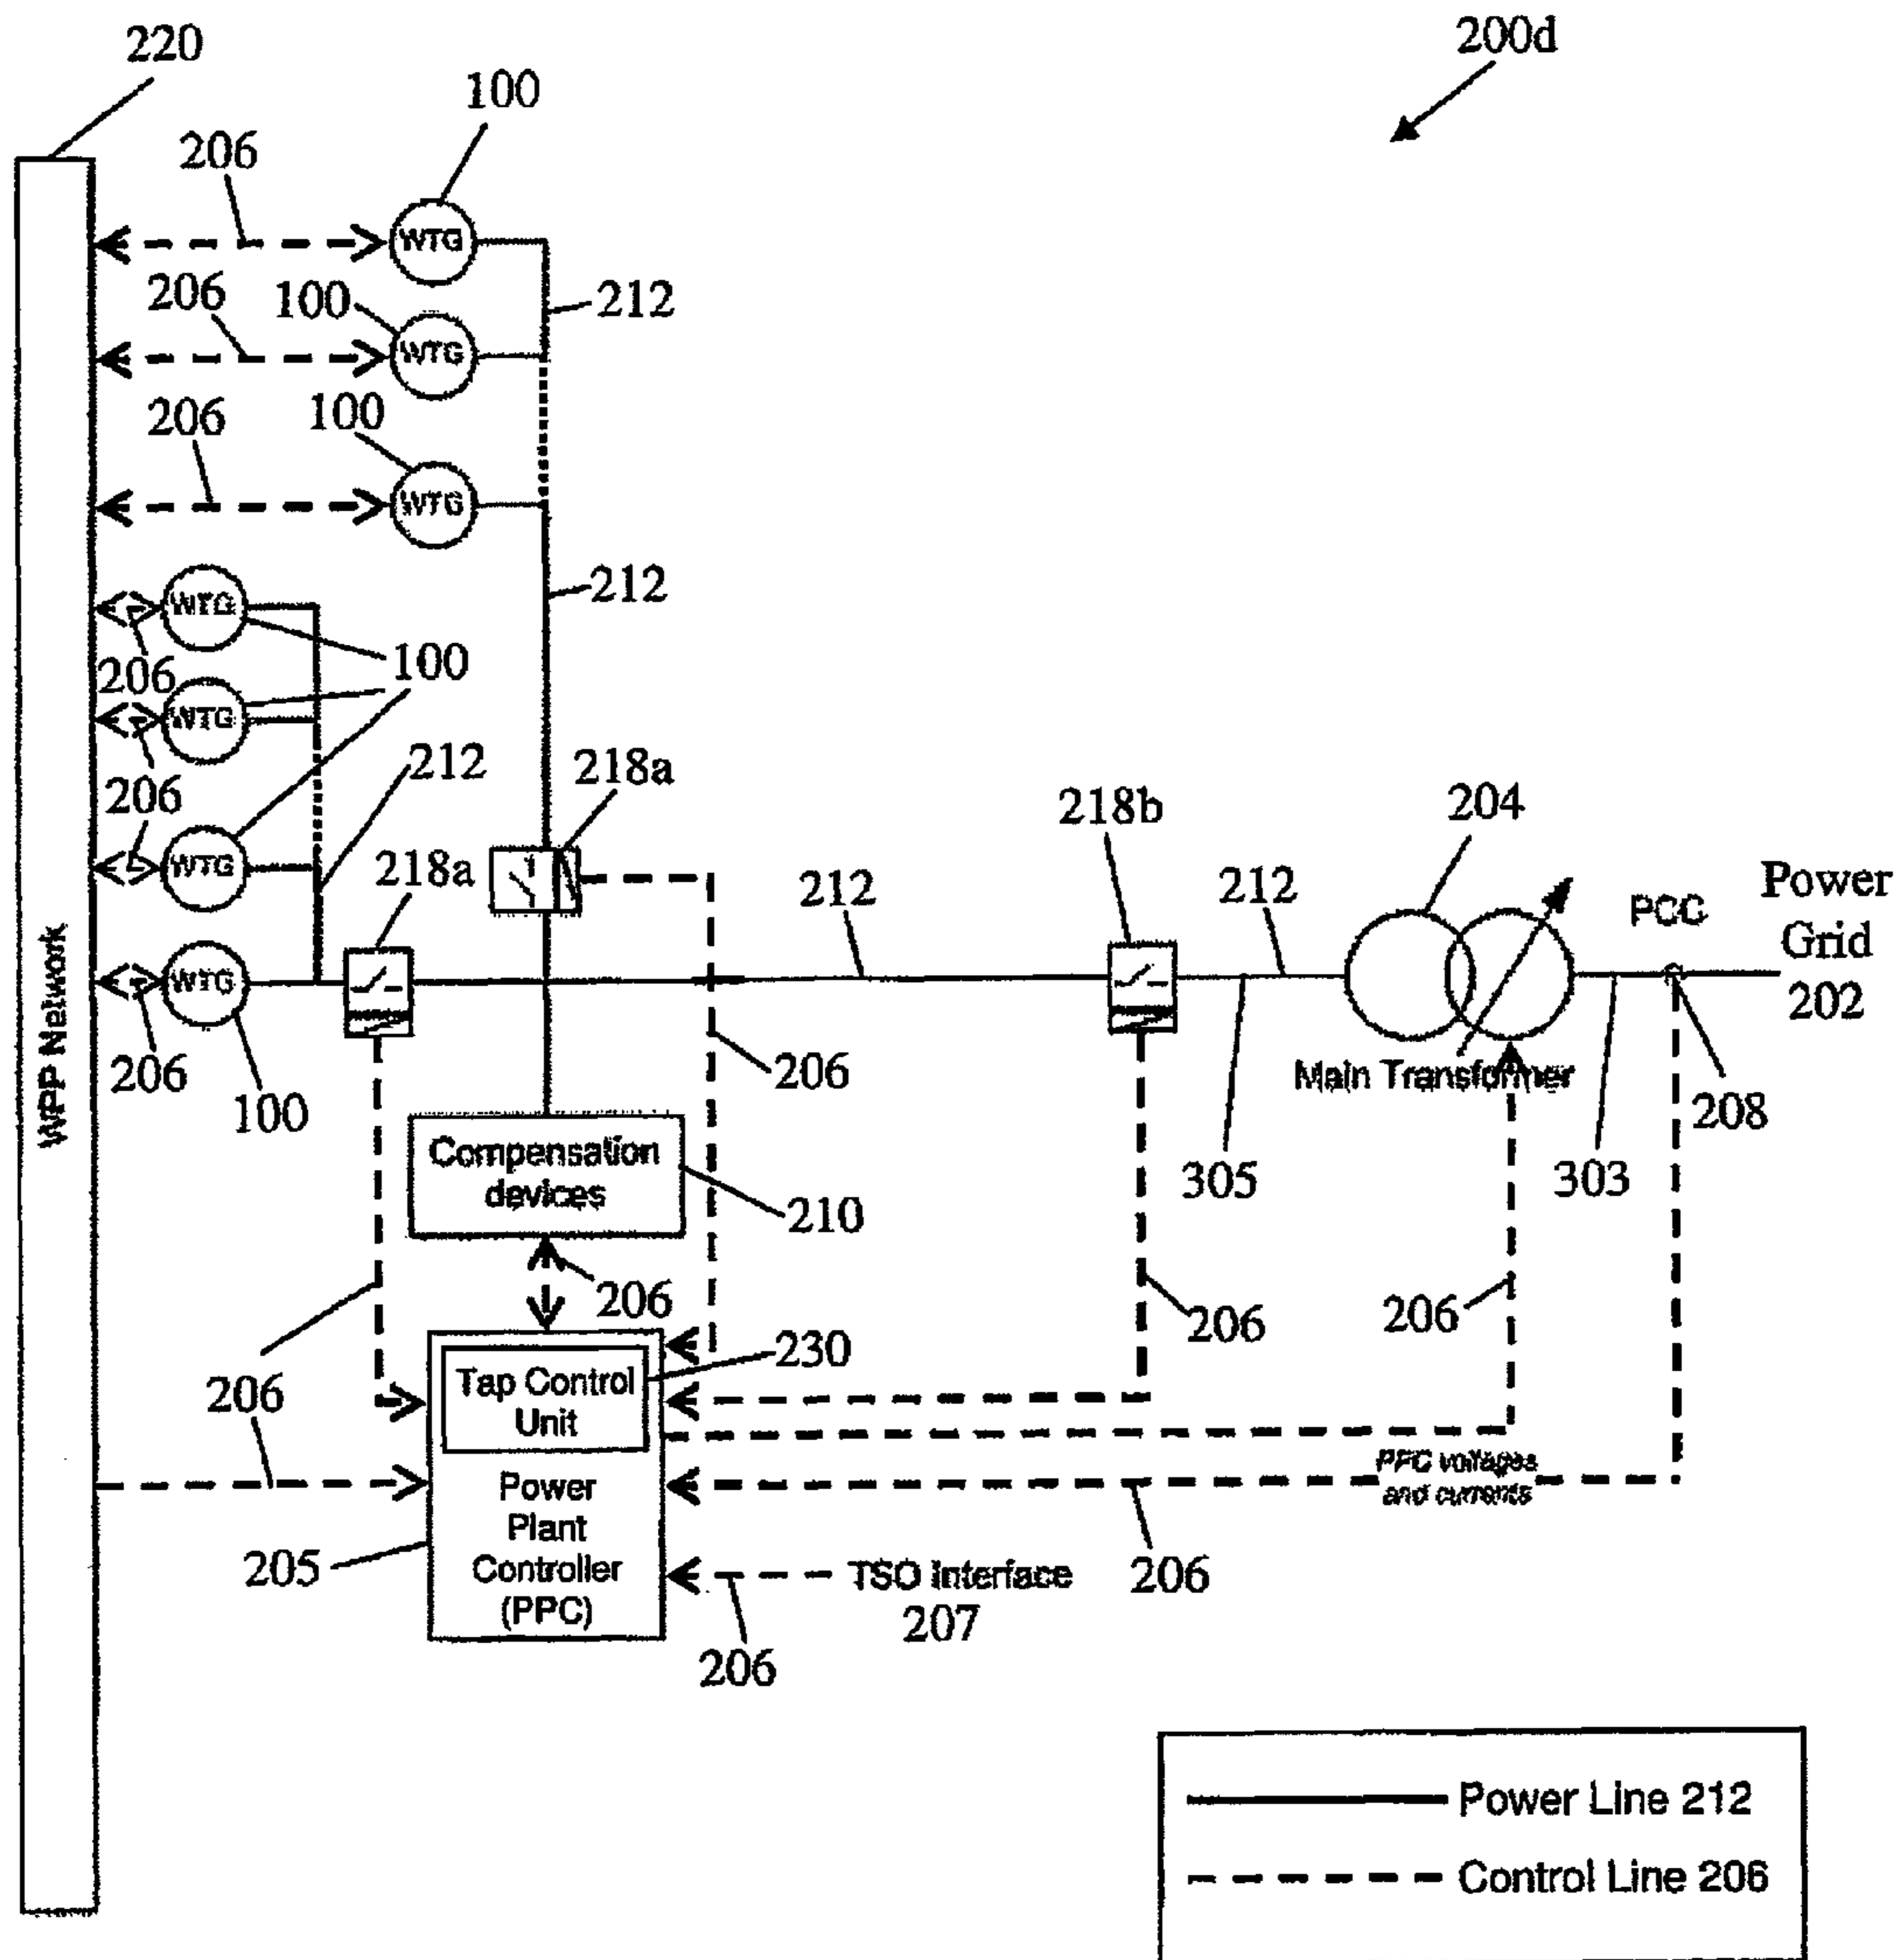 220
200d
100
206
WTG
206
100
212
WTG
206
100
WTG
212
WTG
100
206
WTG
212
218a
206
218a
218b
204
WTG
212
212
PCC
Power
Grid
202
WTG
WPP Network
206
100
206
Main Transformer
208
Compensation
devices
305
303
210
206
206
206
230
Tap Control
Unit
206
PPC voltages
and currents
Power
Plant
Controller
(PPC)
205
TSO Interface
207
206
206
Power Line 212
Control Line 206